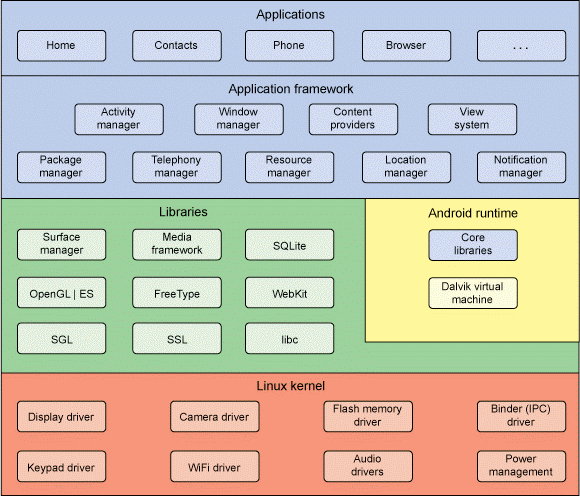 Applications
Home
Contacts
Phone
Browser
. . .
Application framework
Activity
manager
Window
manager
Content
providers
View
system
Package
manager
Telephony
manager
Resource
manager
Location
manager
Notification
manager
Libraries
Surface
manager
Media
framework
SQLite
OpenGL | ES
FreeType
WebKit
SGL
SSL
libc
Android runtime
Core
libraries
Dalvik virtual
machine
Linux kernel
Display driver
Camera driver
Flash memory
driver
Binder (IPC)
driver
Keypad driver
WiFi driver
Audio
drivers
Power
management